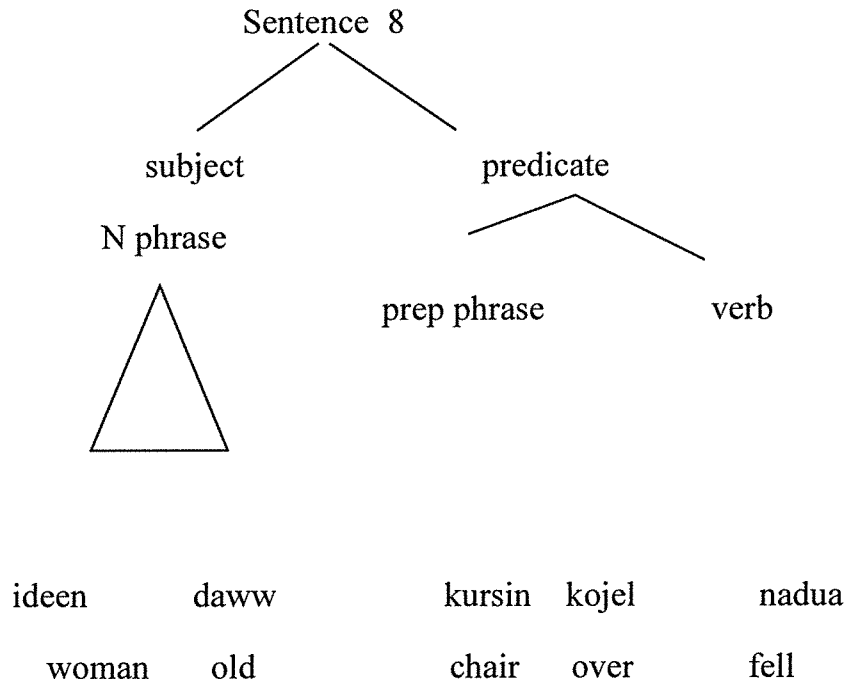 Sentence 8
subject predicate
N phrase
prep phrase verb
ideen daww kursin kojel nadua
woman old chair over fell